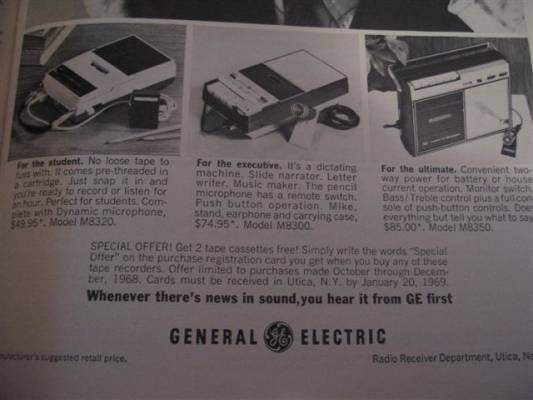 For the student. No loose tape to
fuss with. It comes pre-threaded in
a cartridge. Just snap it in and
you're ready to record or listen for
an hour. Perfect for students. Com-
plete with Dynamic microphone,
$49.95*. Model M8320.
For the executive. It's a dictating
machine. Slide narrator. Letter
writer. Music maker. The pencil
microphone has a remote switch.
Push button operation. Mike,
stand, earphone and carrying case,
$74.95*. Model M8300.
For the ultimate. Convenient two-
way power for battery or house
current operation. Monitor switch.
Bass/Treble control plus a full con-
sole of push-button controls. Does
everything but tell you what to say
$85.00*. Model M8350.
SPECIAL OFFER! Get 2 tape cassettes free! Simply write the words "Special
Offer" on the purchase registration card you get when you buy any of these
tape recorders. Offer limited to purchases made October through Decem-
ber, 1968. Cards must be received in Utica, N.Y. by January 20, 1969.
Whenever there's news in sound, you hear it from GE first
GENERAL GE ELECTRIC
nufacturer's suggested retail price.
Radio Receiver Department, Utica, Ne